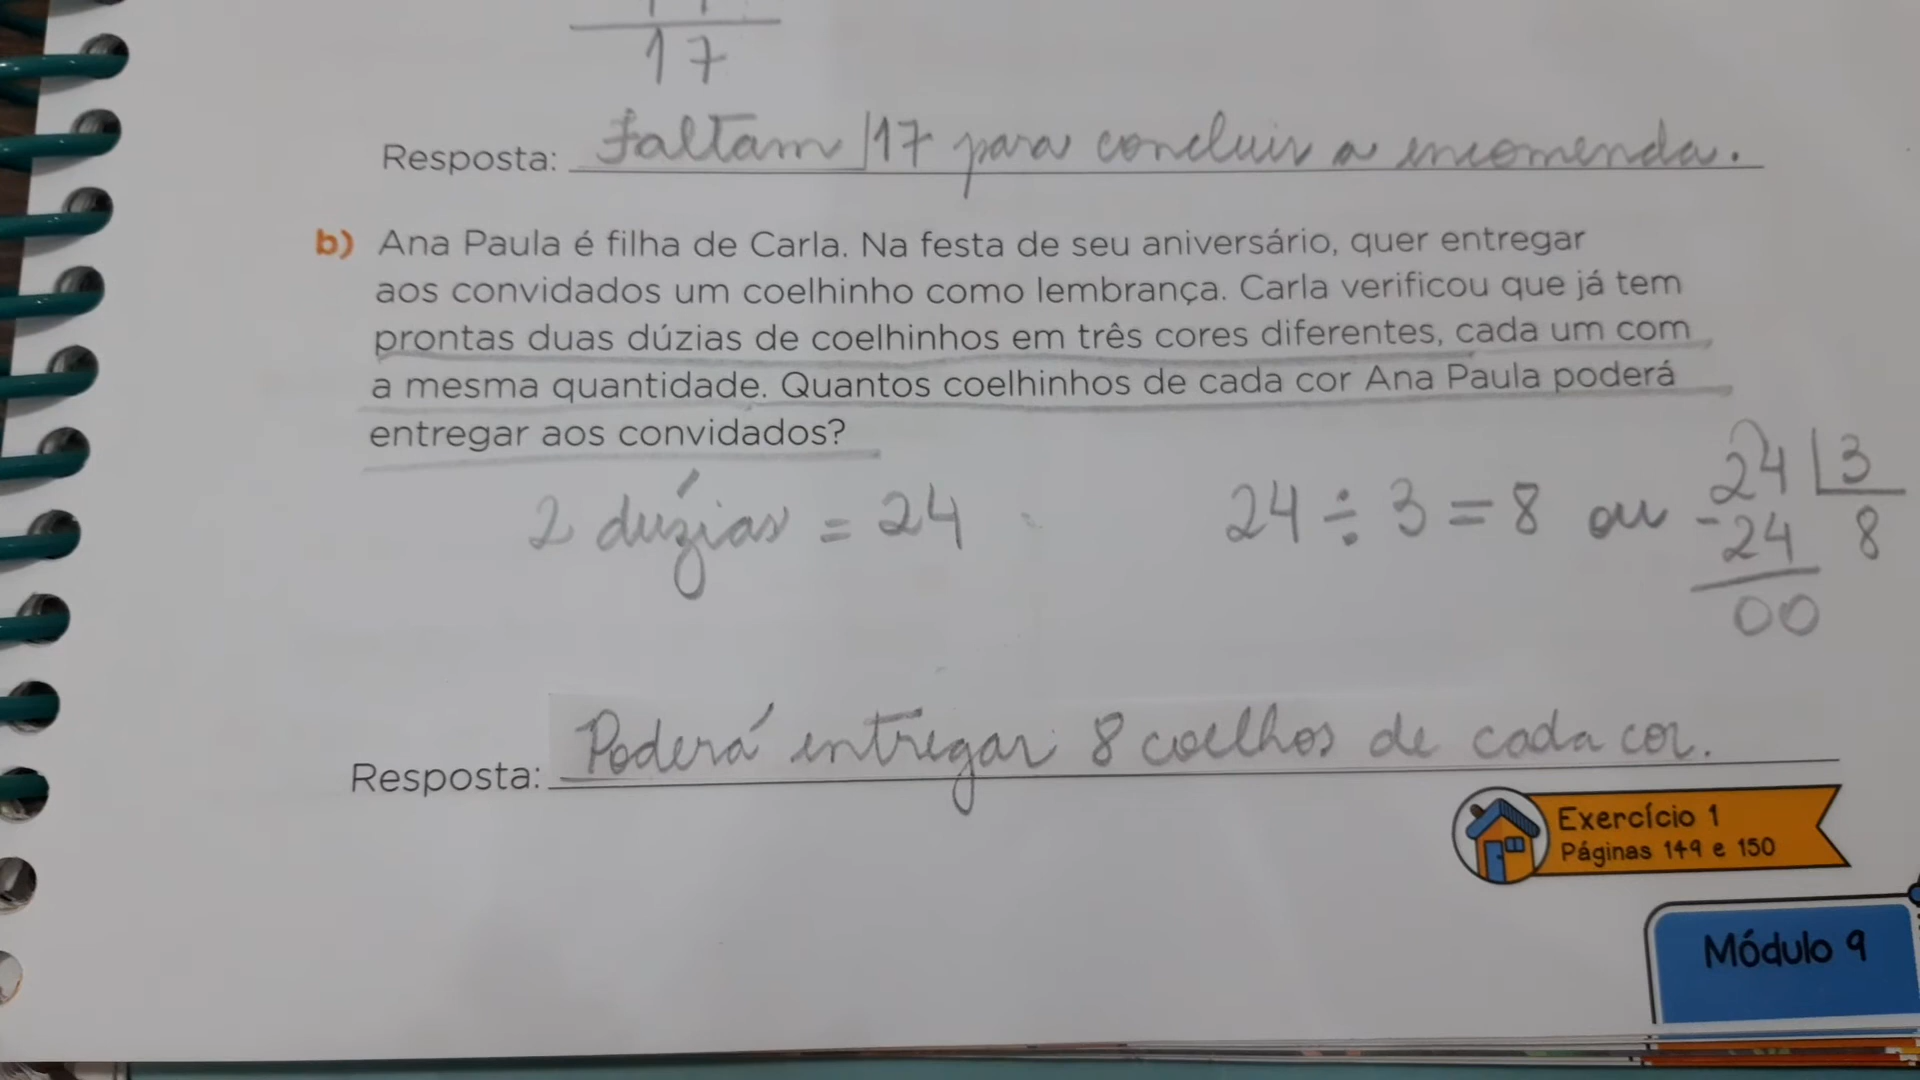 17
Resposta: Faltam 17 para concluir a encomenda.
b) Ana Paula é filha de Carla. Na festa de seu aniversário, quer entregar
aos convidados um coelhinho como lembrança. Carla verificou que já tem
prontas duas dúzias de coelhinhos em três cores diferentes, cada um com
a mesma quantidade. Quantos coelhinhos de cada cor Ana Paula poderá
entregar aos convidados?
2 dúzias = 24
24 ÷ 3 = 8 ou
24 3
-24 8
00
Resposta: Poderá entregar 8 coelhos de cada cor.
Exercício 1
Páginas 149 e 150
Módulo 9